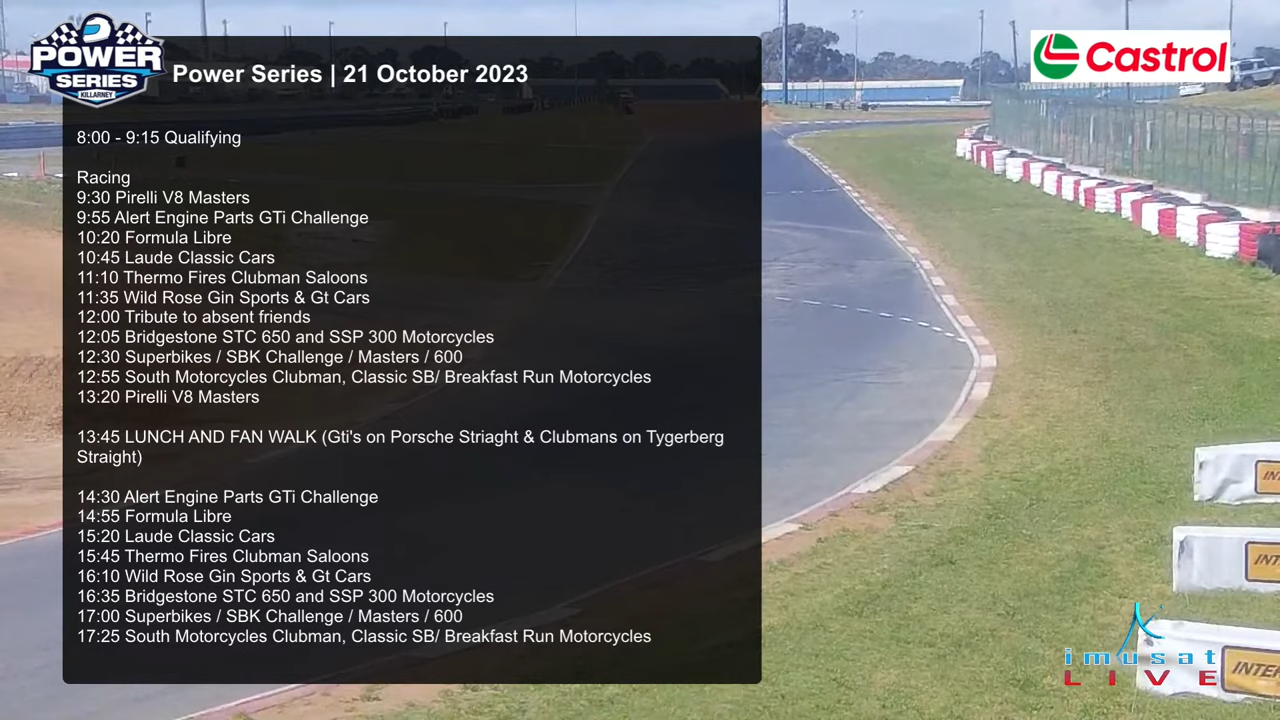 POWER
SERIES
KILLARNEY
Power Series | 21 October 2023
Castrol
8:00 - 9:15 Qualifying
Racing
9:30 Pirelli V8 Masters
9:55 Alert Engine Parts GTi Challenge
10:20 Formula Libre
10:45 Laude Classic Cars
11:10 Thermo Fires Clubman Saloons
11:35 Wild Rose Gin Sports & Gt Cars
12:00 Tribute to absent friends
12:05 Bridgestone STC 650 and SSP 300 Motorcycles
12:30 Superbikes / SBK Challenge / Masters / 600
12:55 South Motorcycles Clubman, Classic SB/ Breakfast Run Motorcycles
13:20 Pirelli V8 Masters
13:45 LUNCH AND FAN WALK (Gti's on Porsche Striaght & Clubmans on Tygerberg
Straight)
14:30 Alert Engine Parts GTi Challenge
14:55 Formula Libre
15:20 Laude Classic Cars
15:45 Thermo Fires Clubman Saloons
16:10 Wild Rose Gin Sports & Gt Cars
16:35 Bridgestone STC 650 and SSP 300 Motorcycles
17:00 Superbikes / SBK Challenge / Masters / 600
17:25 South Motorcycles Clubman, Classic SB/ Breakfast Run Motorcycles
imusat
LIVE